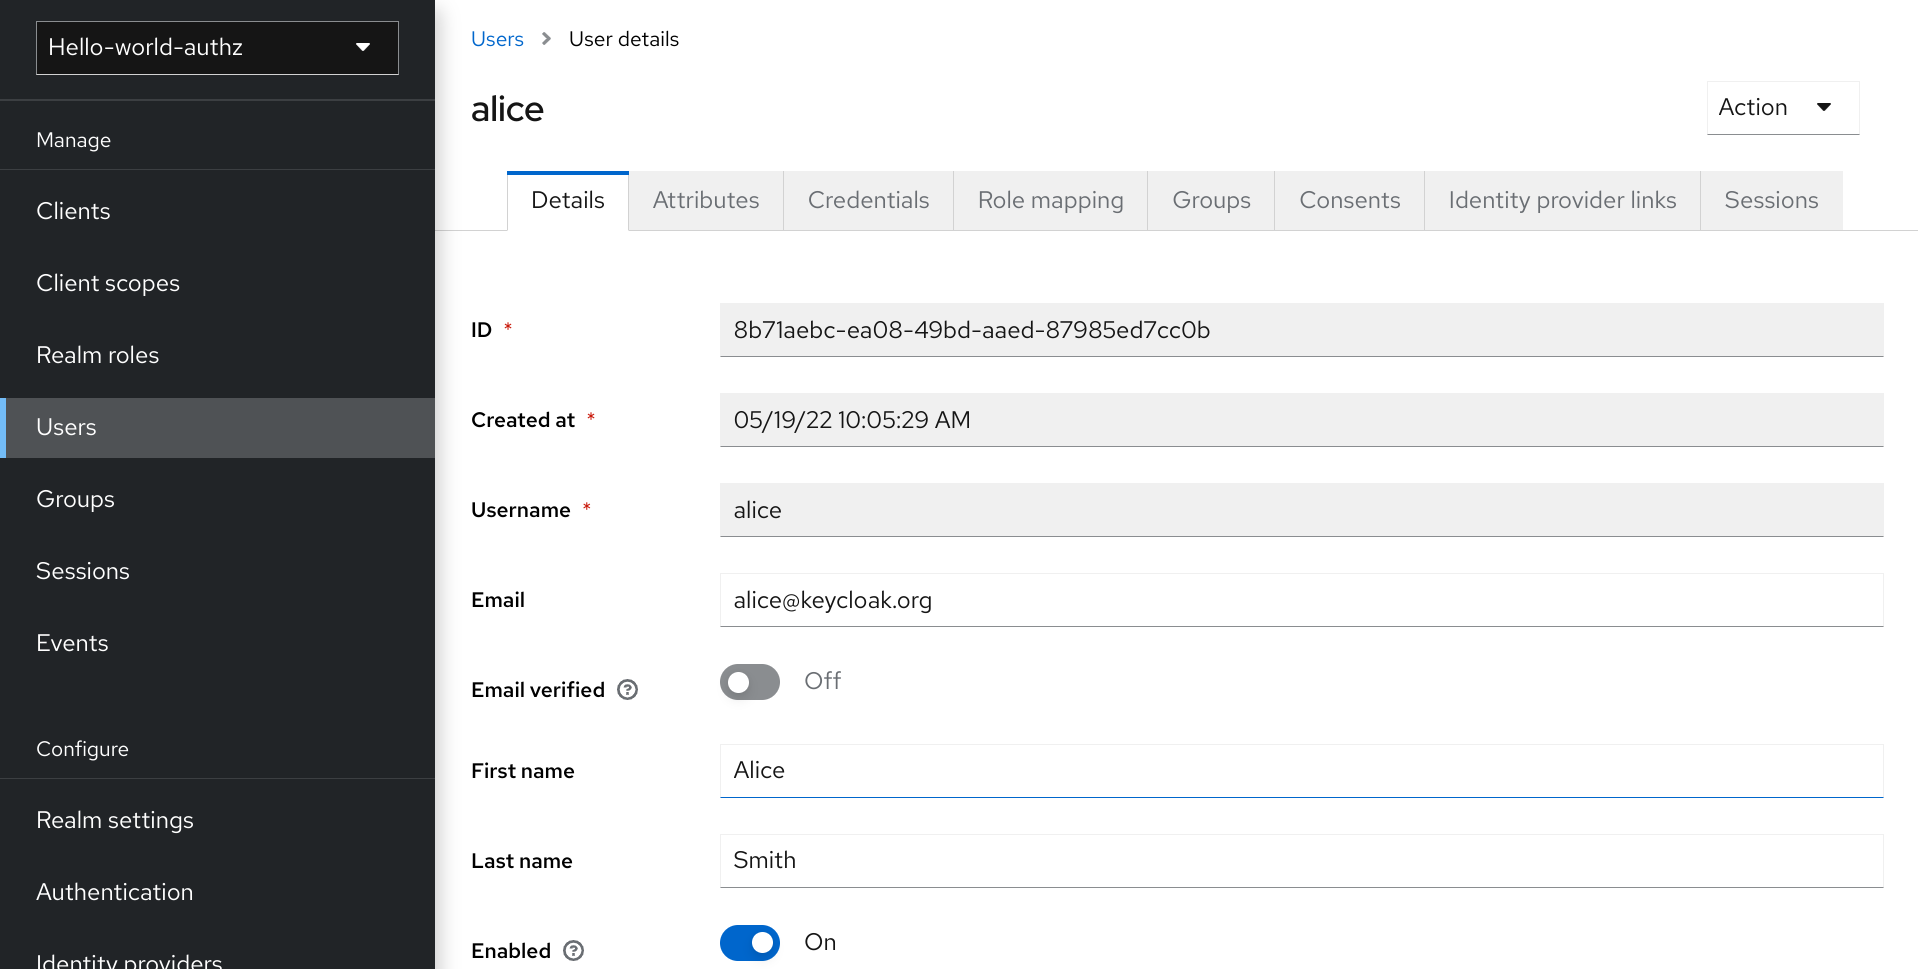 Hello-world-authz
Manage
Clients
Client scopes
Realm roles
Users
Groups
Sessions
Events
Configure
Realm settings
Authentication
Identity providers
Users > User details
alice
Action
Details Attributes Credentials Role mapping Groups Consents Identity provider links Sessions
ID * 8b71aebc-ea08-49bd-aaed-87985ed7cc0b
Created at * 05/19/22 10:05:29 AM
Username * alice
Email alice@keycloak.org
Email verified Off
First name Alice
Last name Smith
Enabled On